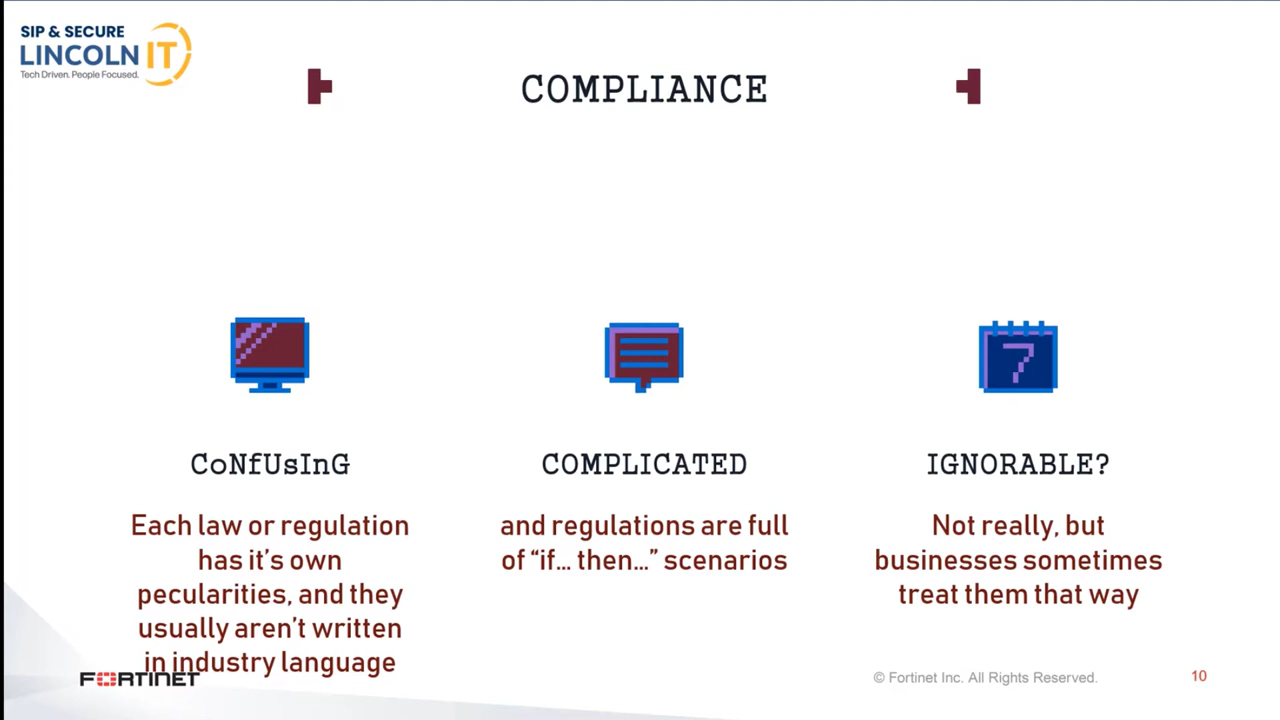 SIP & SECURE
LINCOLN IT
Tech Driven. People Focused.
COMPLIANCE
7
CoNfUsInG
Each law or regulation
has it's own
pecularities, and they
usually aren't written
in industry language
COMPLICATED
and regulations are full
of “if... then...” scenarios
IGNORABLE?
Not really, but
businesses sometimes
treat them that way
FORTINET
© Fortinet Inc. All Rights Reserved.
10